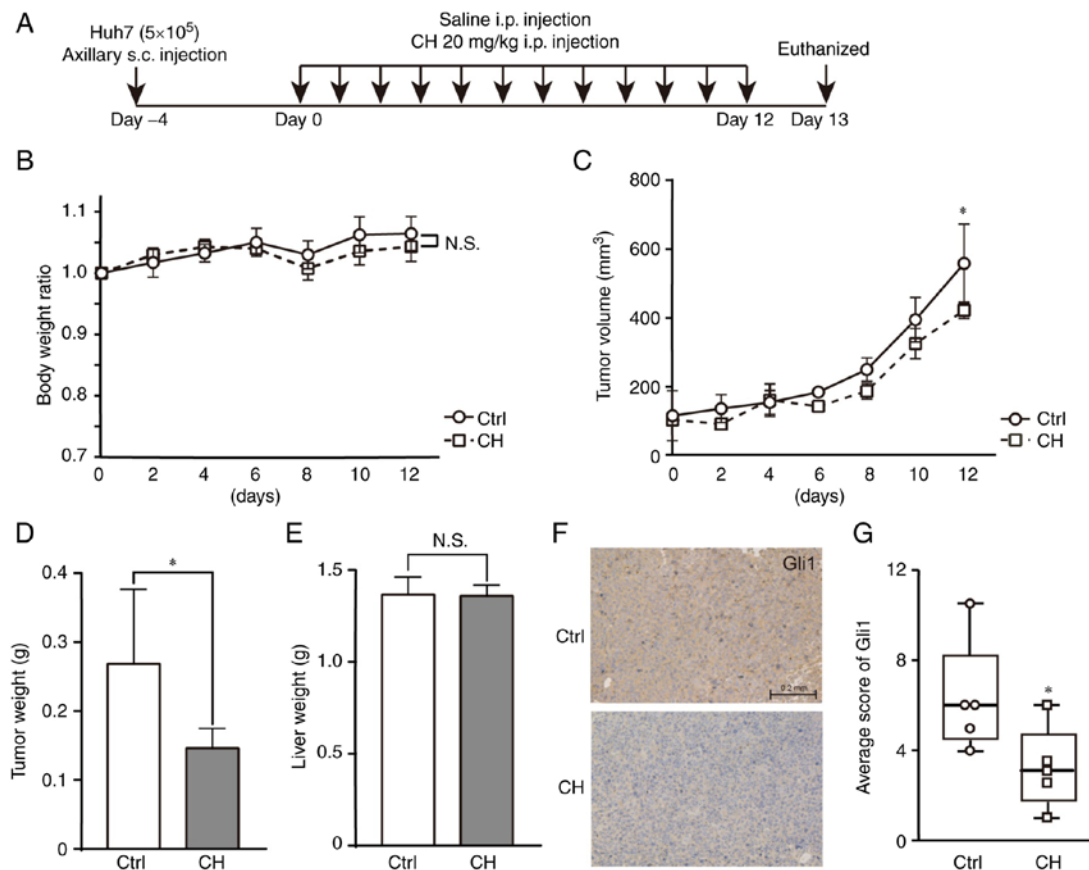 A
Huh7 (5×10⁵)
Axillary s.c. injection
Saline i.p. injection
CH 20 mg/kg i.p. injection
Euthanized
Day −4
Day 0
Day 12
Day 13
B
Body weight ratio
1.1
1.0
0.9
0.8
0.7
0 2 4 6 8 10 12
(days)
N.S.
Ctrl
CH
C
Tumor volume (mm³)
800
600
400
200
0
0 2 4 6 8 10 12
(days)
*
Ctrl
CH
D
Tumor weight (g)
0.4
0.3
0.2
0.1
0
*
Ctrl CH
E
Liver weight (g)
1.5
1.0
0.5
0
N.S.
Ctrl CH
F
Gli1
Ctrl
0.2 mm
CH
G
Average score of Gli1
12
8
4
0
*
Ctrl CH